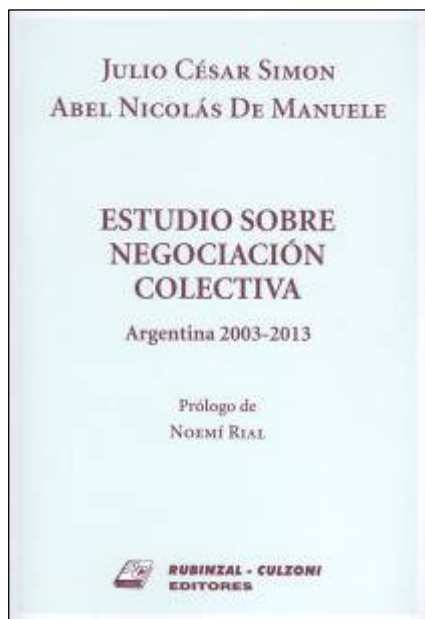 JULIO CÉSAR SIMON
ABEL NICOLÁS DE MANUELE
ESTUDIO SOBRE
NEGOCIACIÓN
COLECTIVA
Argentina 2003-2013
Prólogo de
NOEMÍ RIAL
RUBINZAL - CULZONI
EDITORES